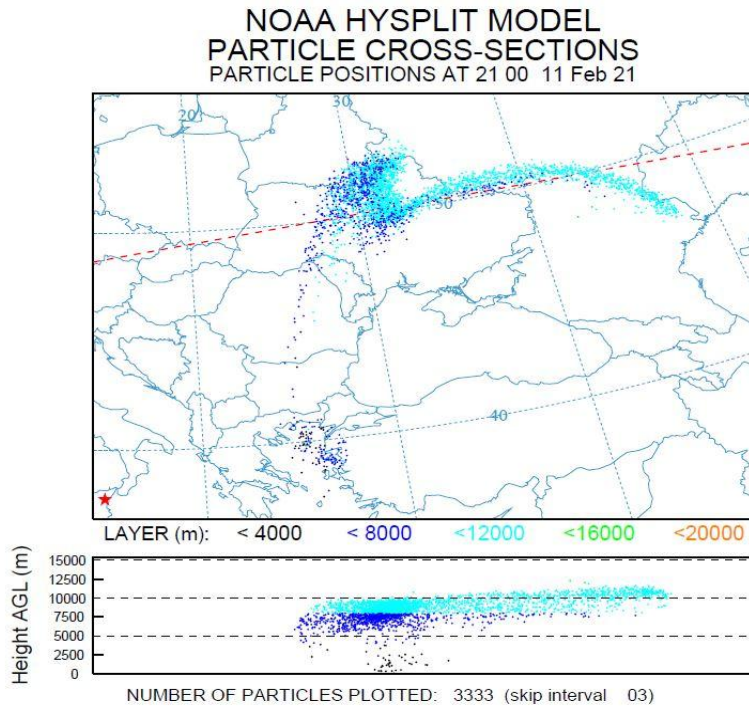 NOAA HYSPLIT MODEL
PARTICLE CROSS-SECTIONS
PARTICLE POSITIONS AT 21 00 11 Feb 21
20
30
50
40
LAYER (m): < 4000 < 8000 <12000 <16000 <20000
Height AGL (m)
15000
12500
10000
7500
5000
2500
0
NUMBER OF PARTICLES PLOTTED: 3333 (skip interval 03)